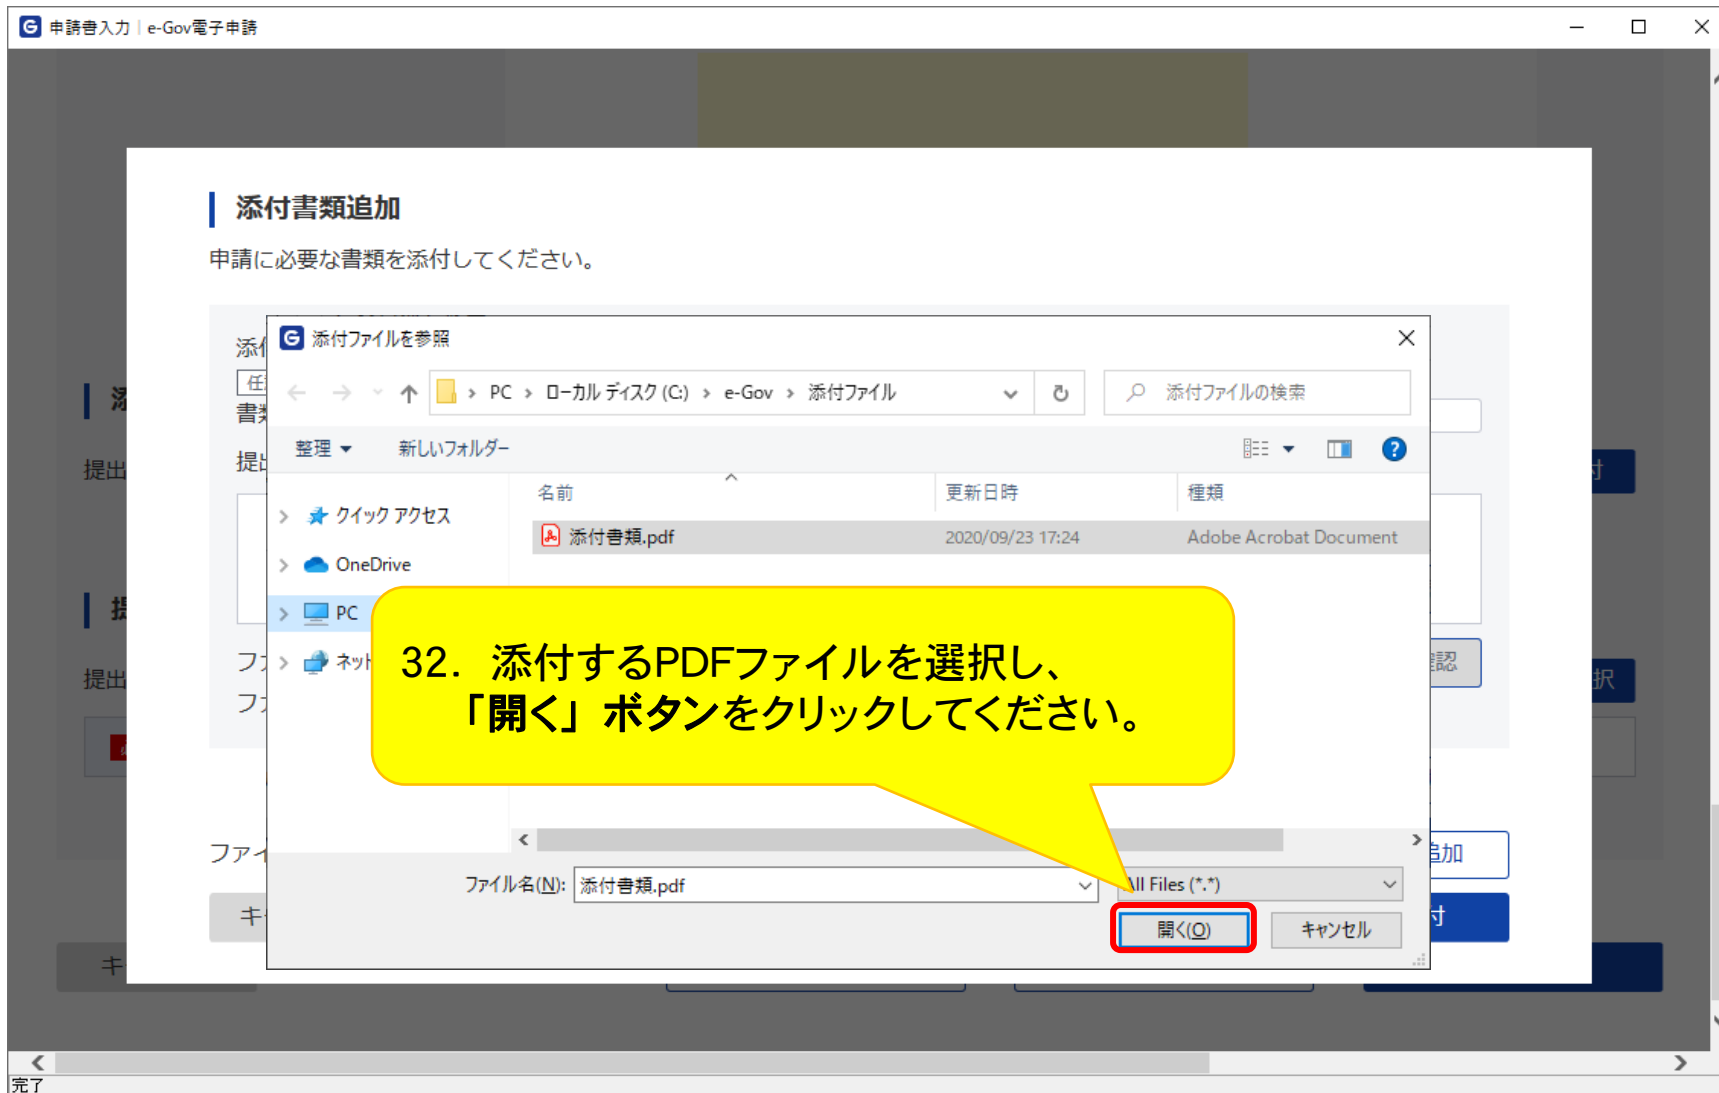 申請書入力 | e-Gov電子申請
添付書類追加
申請に必要な書類を添付してください。
添付ファイルを参照
PC › ローカル ディスク (C:) › e-Gov › 添付ファイル
添付ファイルの検索
整理
新しいフォルダー
名前
更新日時
種類
クイック アクセス
添付書類.pdf
2020/09/23 17:24
Adobe Acrobat Document
OneDrive
PC
32. 添付するPDFファイルを選択し、
「開く」ボタンをクリックしてください。
提出
ファイル名(N):
添付書類.pdf
All Files (*.*)
開く(O)
キャンセル
完了